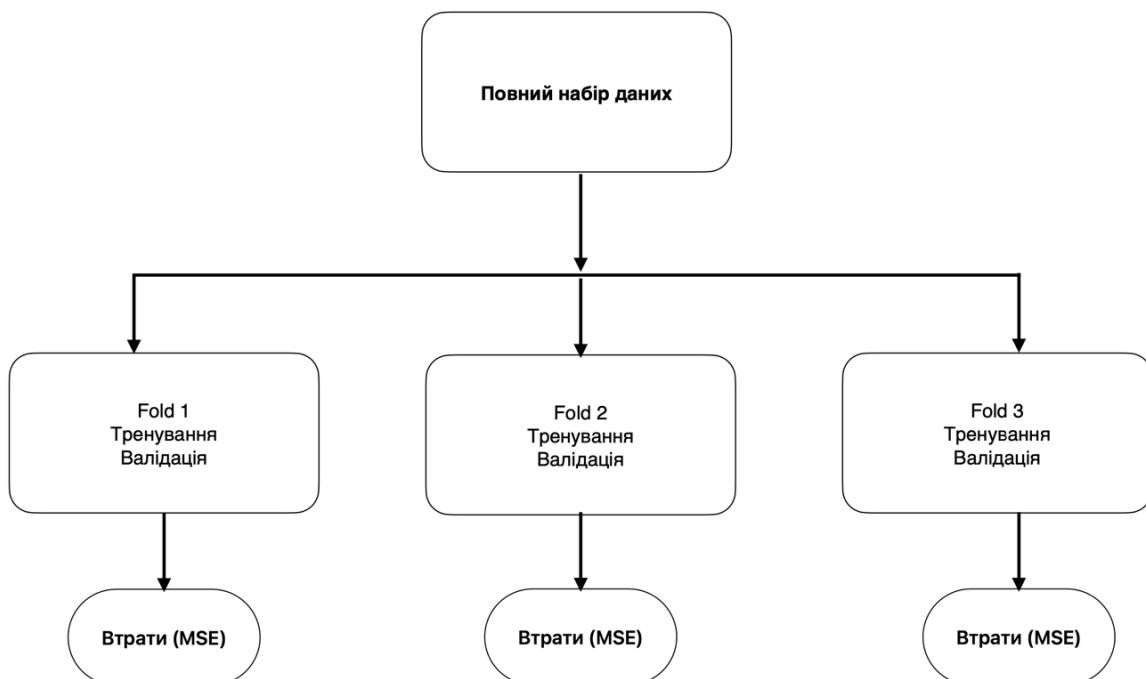 Повний набір даних
Fold 1
Тренування
Валідація
Fold 2
Тренування
Валідація
Fold 3
Тренування
Валідація
Втрати (MSE)
Втрати (MSE)
Втрати (MSE)